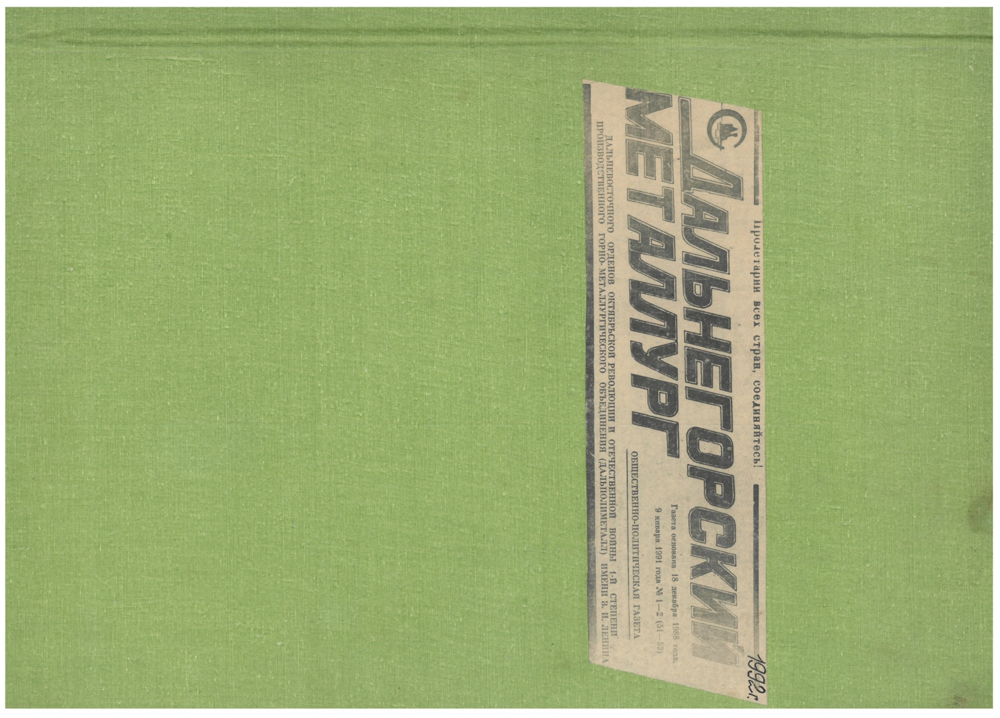 Пролетарии всех стран, соединяйтесь!
1992г.
ДАЛЬНЕГОРСКИЙ
МЕТАЛЛУРГ
Газета основана 18 декабря 1988 года.
9 января 1991 года № 1—2 (51—52)
ОБЩЕСТВЕННО-ПОЛИТИЧЕСКАЯ ГАЗЕТА
ДАЛЬНЕВОСТОЧНОГО ОРДЕНОВ ОКТЯБРЬСКОЙ РЕВОЛЮЦИИ И ОТЕЧЕСТВЕННОЙ ВОЙНЫ 1-Й СТЕПЕНИ
ПРОИЗВОДСТВЕННОГО ГОРНО-МЕТАЛЛУРГИЧЕСКОГО ОБЪЕДИНЕНИЯ (ДАЛЬПОЛИМЕТАЛЛ) ИМЕНИ В. И. ЛЕНИНА